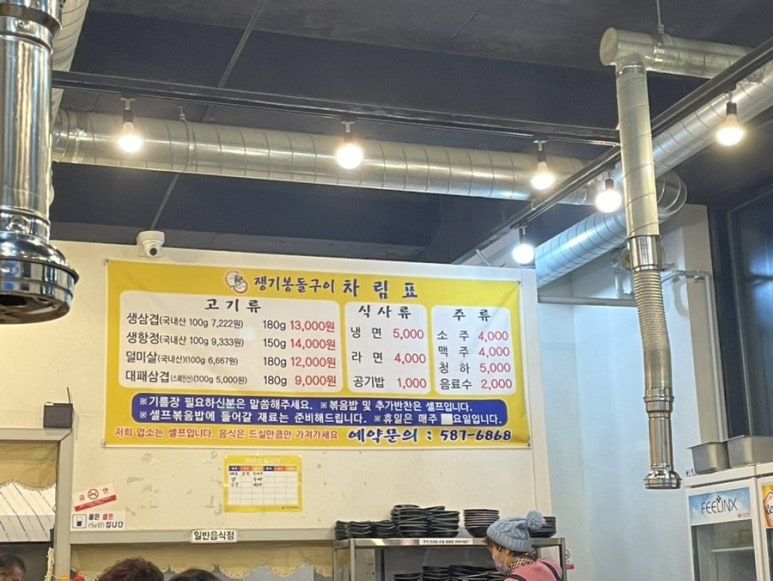 쟁기봉돌구이 차림표
고기류
생삼겹(국내산 100g 7,222원) 180g 13,000원
생항정(국내산 100g 9,333원) 150g 14,000원
덜미살(국내산)(100g 6,667원) 180g 12,000원
대패삼겹(스페인산)(100g 5,000원) 180g 9,000원
식사류
냉면 5,000
라면 4,000
공기밥 1,000
주류
소주 4,000
맥주 4,000
청하 5,000
음료수 2,000
※기름장 필요하신분은 말씀해주세요. ※볶음밥 및 추가반찬은 셀프입니다.
※셀프볶음밥에 들어갈 재료는 준비해드립니다. ※휴일은 매주 요일입니다.
저희 업소는 셀프입니다. 음식은 드실만큼만 가져가세요 예약문의 : 587-6868
금연
물은 셀프
(Self) 입니다
일반음식점
FEELINX